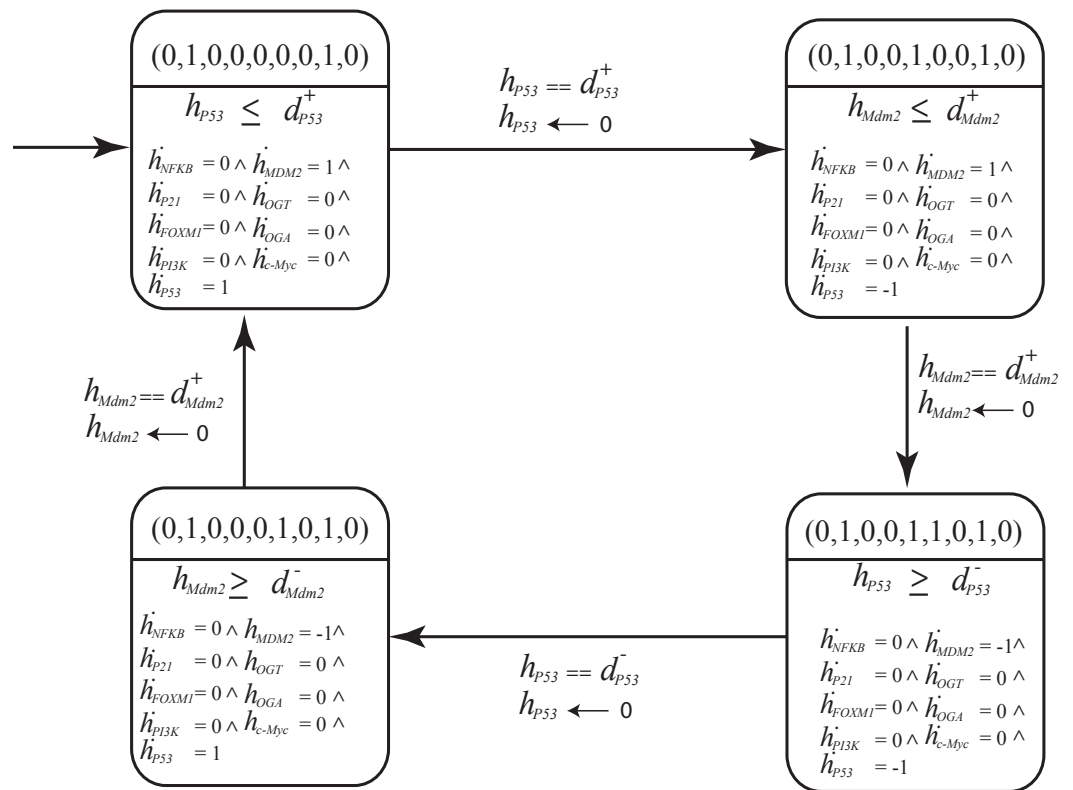 (0,1,0,0,0,0,0,1,0)
h_P53 ≤ d⁺_P53
ḣ_NFKB = 0 ^ ḣ_MDM2 = 1 ^
ḣ_P21 = 0 ^ ḣ_OGT = 0 ^
ḣ_FOXM1 = 0 ^ ḣ_OGA = 0 ^
ḣ_PI3K = 0 ^ ḣ_c-Myc = 0 ^
ḣ_P53 = 1
h_P53 == d⁺_P53
h_P53 ← 0
(0,1,0,0,1,0,0,1,0)
h_Mdm2 ≤ d⁺_Mdm2
ḣ_NFKB = 0 ^ ḣ_MDM2 = 1 ^
ḣ_P21 = 0 ^ ḣ_OGT = 0 ^
ḣ_FOXM1 = 0 ^ ḣ_OGA = 0 ^
ḣ_PI3K = 0 ^ ḣ_c-Myc = 0 ^
ḣ_P53 = -1
h_Mdm2 == d⁺_Mdm2
h_Mdm2 ← 0
h_Mdm2 == d⁺_Mdm2
h_Mdm2 ← 0
(0,1,0,0,0,1,0,1,0)
h_Mdm2 ≥ d⁻_Mdm2
ḣ_NFKB = 0 ^ h_MDM2 = -1 ^
ḣ_P21 = 0 ^ h_OGT = 0 ^
ḣ_FOXM1 = 0 ^ h_OGA = 0 ^
ḣ_PI3K = 0 ^ h_c-Myc = 0 ^
ḣ_P53 = 1
h_P53 == d⁻_P53
h_P53 ← 0
(0,1,0,0,1,1,0,1,0)
h_P53 ≥ d⁻_P53
ḣ_NFKB = 0 ^ ḣ_MDM2 = -1 ^
ḣ_P21 = 0 ^ ḣ_OGT = 0 ^
ḣ_FOXM1 = 0 ^ ḣ_OGA = 0 ^
ḣ_PI3K = 0 ^ ḣ_c-Myc = 0 ^
ḣ_P53 = -1